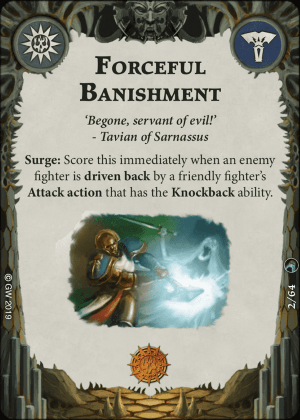 FORCEFUL
BANISHMENT
‘Begone, servant of evil!’
- Tavian of Sarnassus
Surge: Score this immediately when an enemy
fighter is driven back by a friendly fighter’s
Attack action that has the Knockback ability.
© GW 2019
2/64